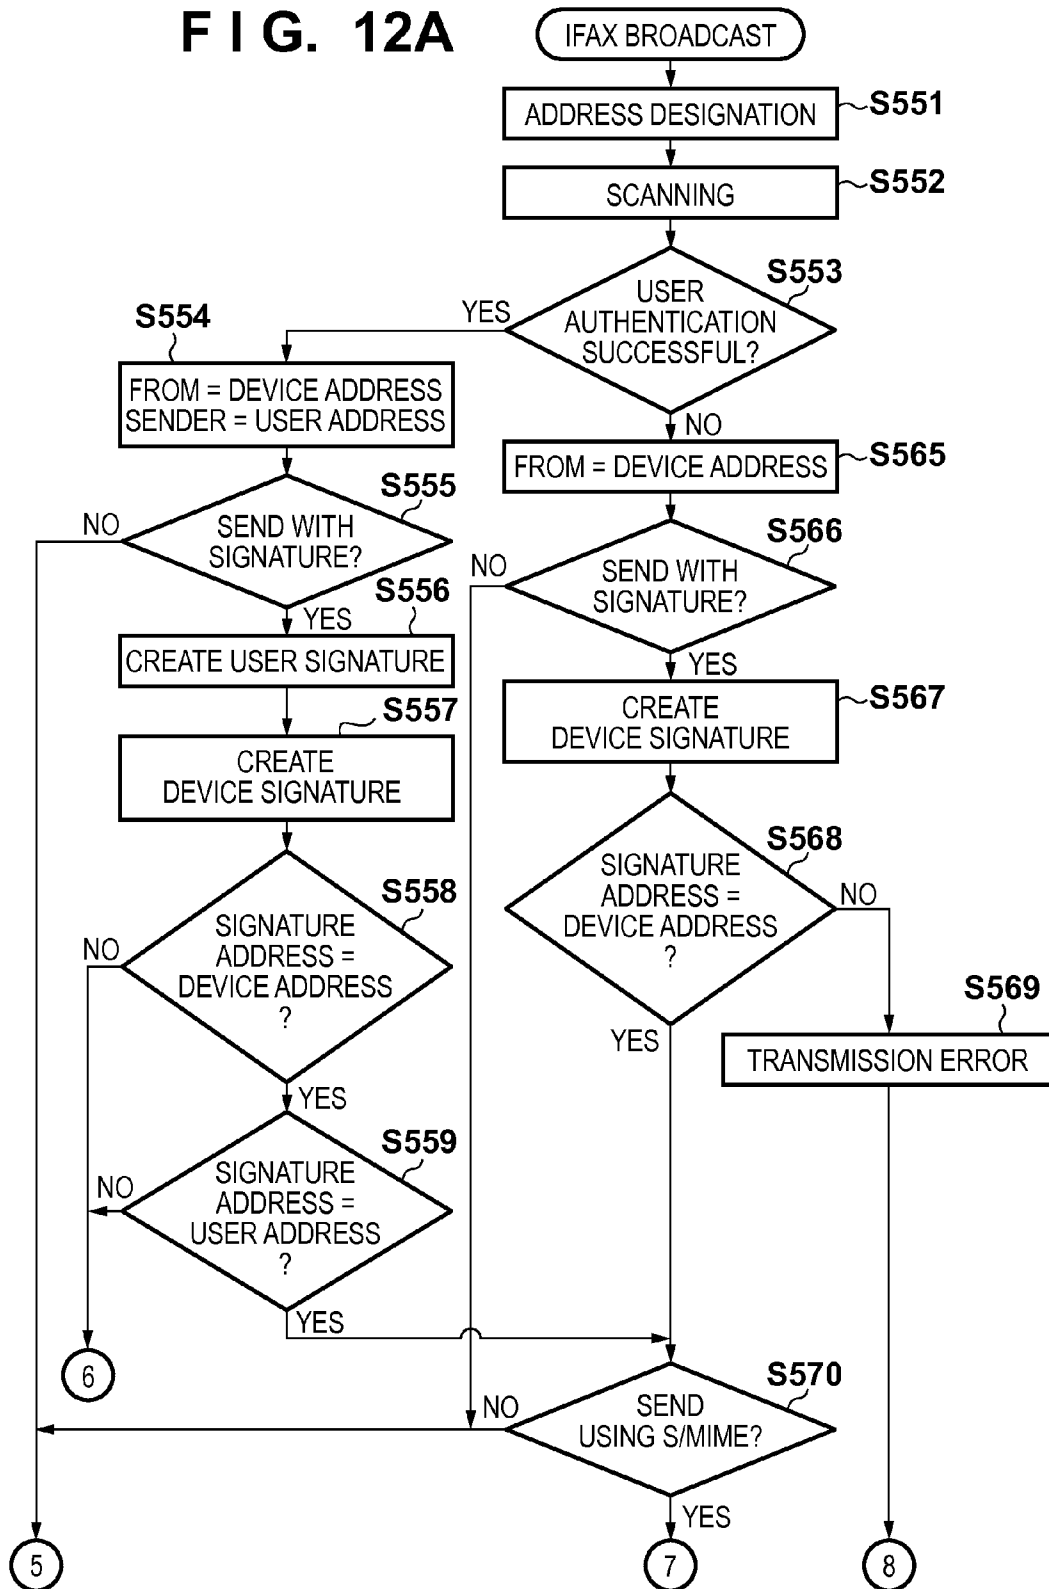 FIG. 12A
IFAX BROADCAST
ADDRESS DESIGNATION
S551
SCANNING
S552
USER
AUTHENTICATION
SUCCESSFUL?
S553
YES
NO
S554
FROM = DEVICE ADDRESS
SENDER = USER ADDRESS
FROM = DEVICE ADDRESS
S565
SEND WITH
SIGNATURE?
S555
NO
YES
SEND WITH
SIGNATURE?
S566
NO
YES
CREATE USER SIGNATURE
S556
CREATE
DEVICE SIGNATURE
S557
CREATE
DEVICE SIGNATURE
S567
SIGNATURE
ADDRESS =
DEVICE ADDRESS
?
S558
NO
YES
SIGNATURE
ADDRESS =
DEVICE ADDRESS
?
S568
NO
YES
S569
TRANSMISSION ERROR
SIGNATURE
ADDRESS =
USER ADDRESS
?
S559
NO
YES
6
SEND
USING S/MIME?
S570
NO
YES
5
7
8